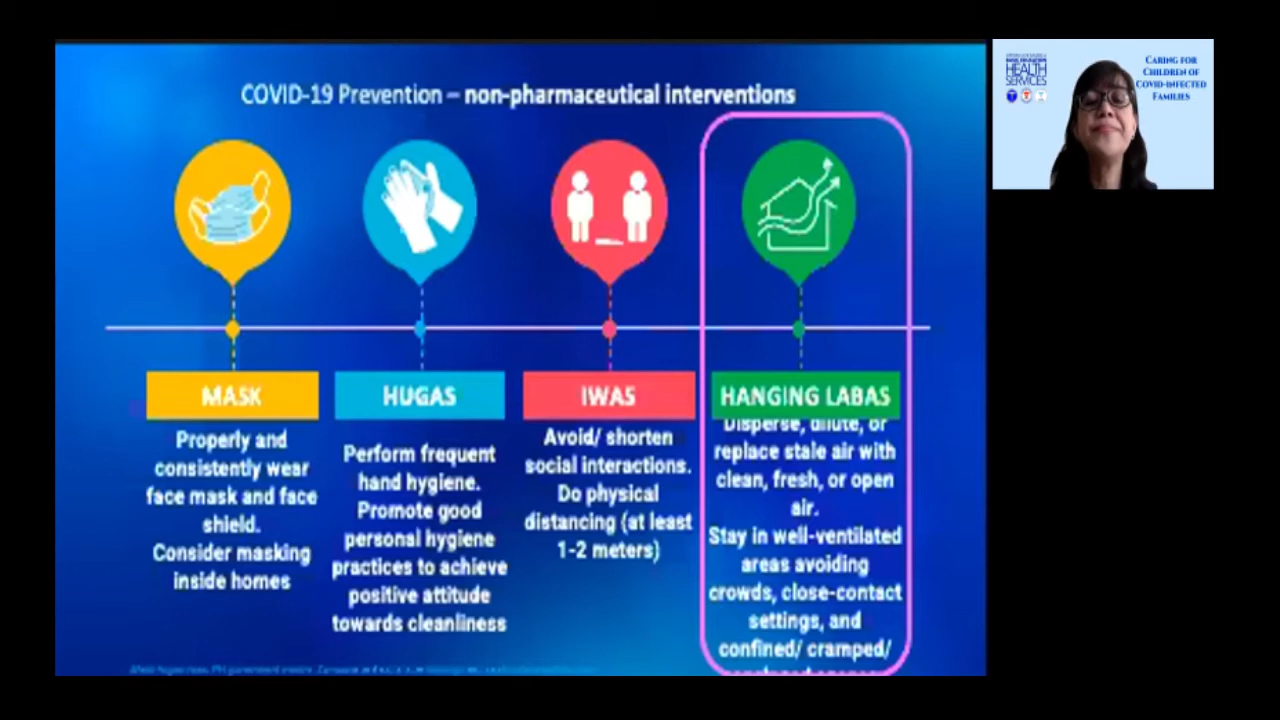 COVID-19 Prevention – non-pharmaceutical interventions
MASK
Properly and
consistently wear
face mask and face
shield.
Consider masking
inside homes
HUGAS
Perform frequent
hand hygiene.
Promote good
personal hygiene
practices to achieve
positive attitude
towards cleanliness
IWAS
Avoid/ shorten
social interactions.
Do physical
distancing (at least
1-2 meters)
HANGING LABAS
Disperse, dilute, or
replace stale air with
clean, fresh, or open
air.
Stay in well-ventilated
areas avoiding
crowds, close-contact
settings, and
confined/ cramped/
HEALTH
SERVICES
CARING FOR
CHILDREN OF
COVID-INFECTED
FAMILIES